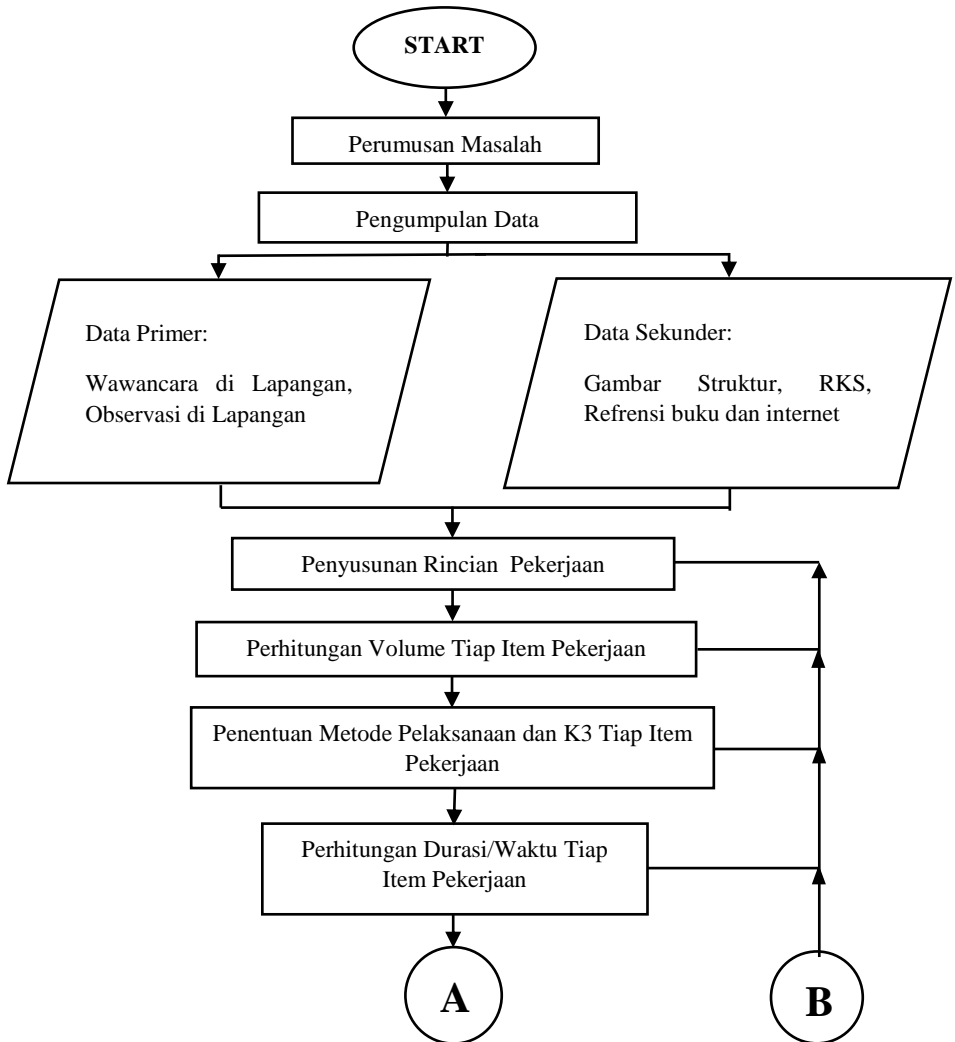 START
Perumusan Masalah
Pengumpulan Data
Data Primer:
Wawancara di Lapangan,
Observasi di Lapangan
Data Sekunder:
Gambar Struktur, RKS,
Refrensi buku dan internet
Penyusunan Rincian Pekerjaan
Perhitungan Volume Tiap Item Pekerjaan
Penentuan Metode Pelaksanaan dan K3 Tiap Item
Pekerjaan
Perhitungan Durasi/Waktu Tiap
Item Pekerjaan
A
B